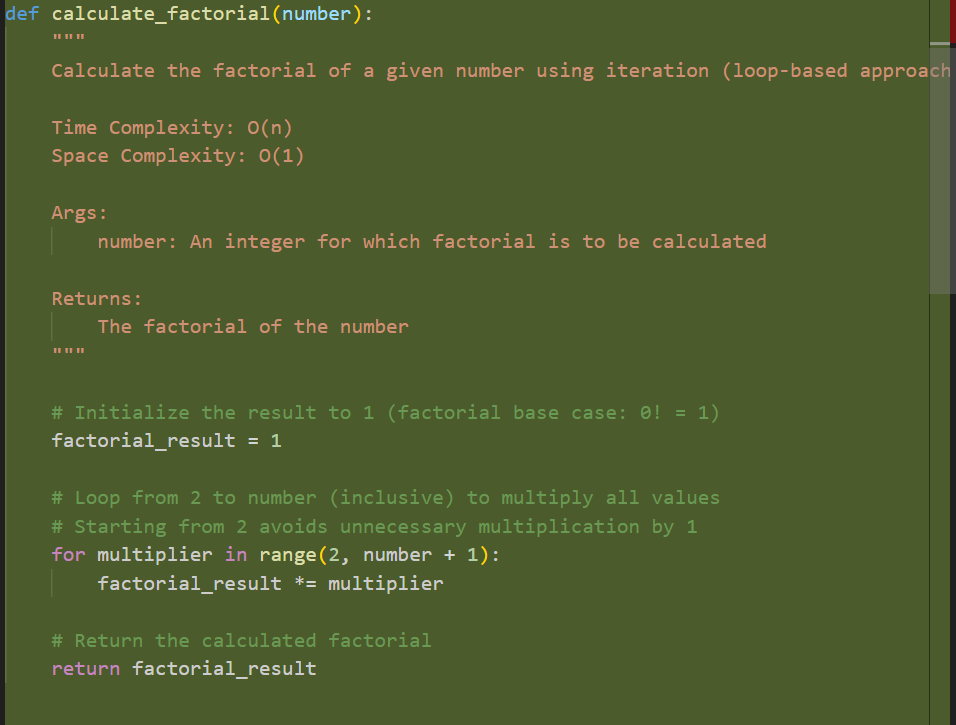 def calculate_factorial(number):
    """
    Calculate the factorial of a given number using iteration (loop-based approach

    Time Complexity: O(n)
    Space Complexity: O(1)

    Args:
        number: An integer for which factorial is to be calculated

    Returns:
        The factorial of the number
    """

    # Initialize the result to 1 (factorial base case: 0! = 1)
    factorial_result = 1

    # Loop from 2 to number (inclusive) to multiply all values
    # Starting from 2 avoids unnecessary multiplication by 1
    for multiplier in range(2, number + 1):
        factorial_result *= multiplier

    # Return the calculated factorial
    return factorial_result